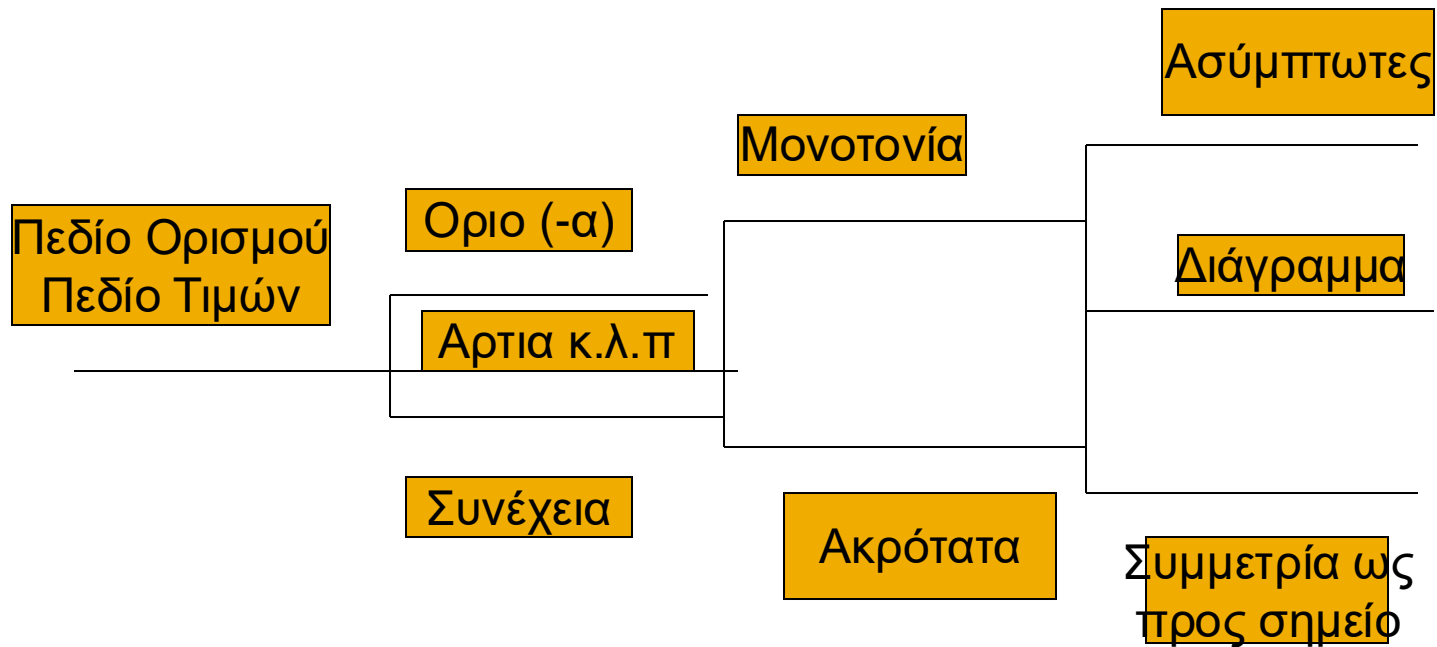 Πεδίο Ορισμού
Πεδίο Τιμών
Οριο (-α)
Αρτια κ.λ.π
Συνέχεια
Μονοτονία
Ακρότατα
Ασύμπτωτες
Διάγραμμα
Συμμετρία ως
προς σημείο